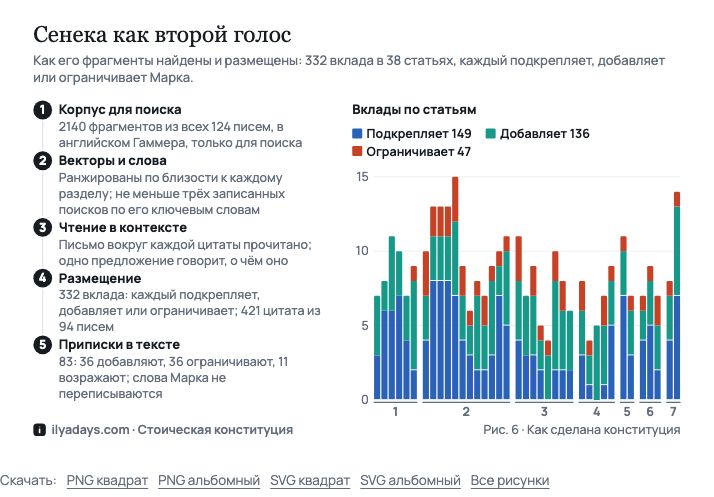 Сенека как второй голос
Как его фрагменты найдены и размещены: 332 вклада в 38 статьях, каждый подкрепляет, добавляет
или ограничивает Марка.
1 Корпус для поиска
2140 фрагментов из всех 124 писем, в
английском Гаммера, только для поиска
2 Векторы и слова
Ранжированы по близости к каждому
разделу; не меньше трёх записанных
поисков по его ключевым словам
3 Чтение в контексте
Письмо вокруг каждой цитаты прочитано;
одно предложение говорит, о чём оно
4 Размещение
332 вклада: каждый подкрепляет,
добавляет или ограничивает; 421 цитата из
94 писем
5 Приписки в тексте
83: 36 добавляют, 36 ограничивают, 11
возражают; слова Марка не
переписываются
Вклады по статьям
Подкрепляет 149 Добавляет 136
Ограничивает 47
15
10
5
0
1 2 3 4 5 6 7
ilyadays.com · Стоическая конституция
Рис. 6 · Как сделана конституция
Скачать: PNG квадрат PNG альбомный SVG квадрат SVG альбомный Все рисунки